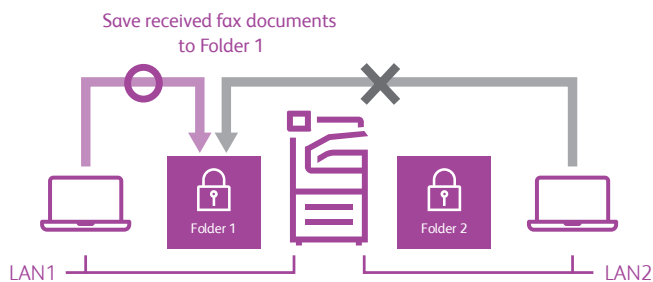 Save received fax documents
to Folder 1
Folder 1
Folder 2
LAN1
LAN2